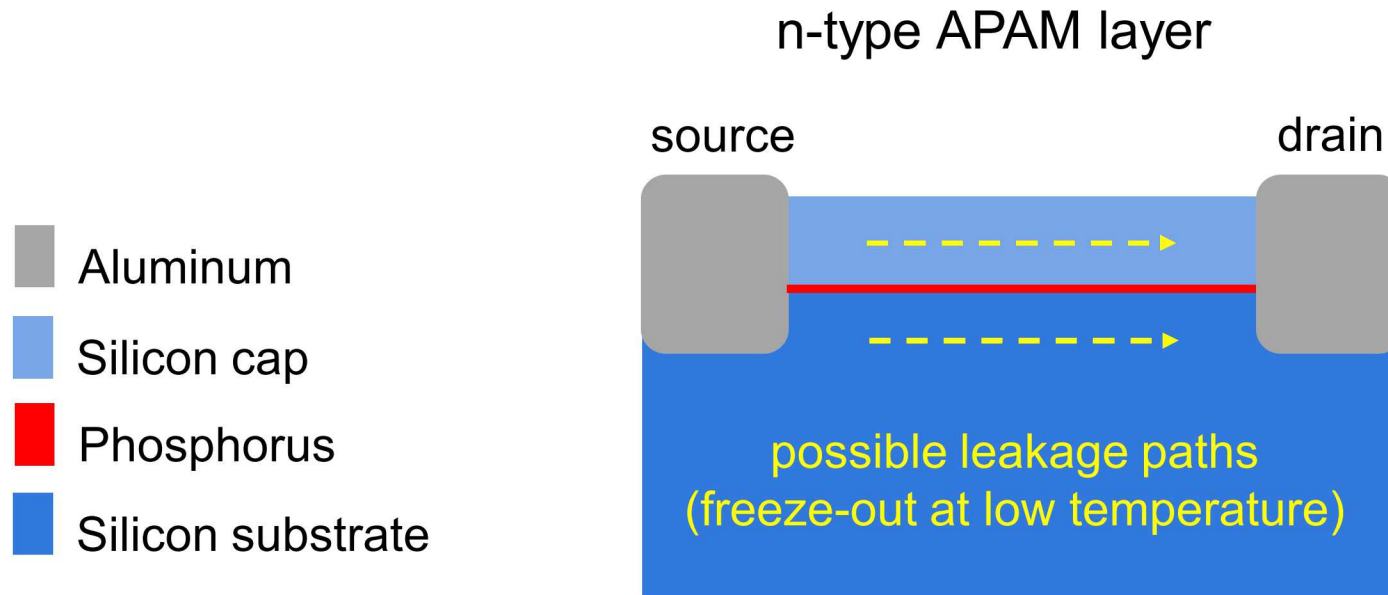 n-type APAM layer
source
drain
Aluminum
Silicon cap
Phosphorus
Silicon substrate
possible leakage paths
(freeze-out at low temperature)